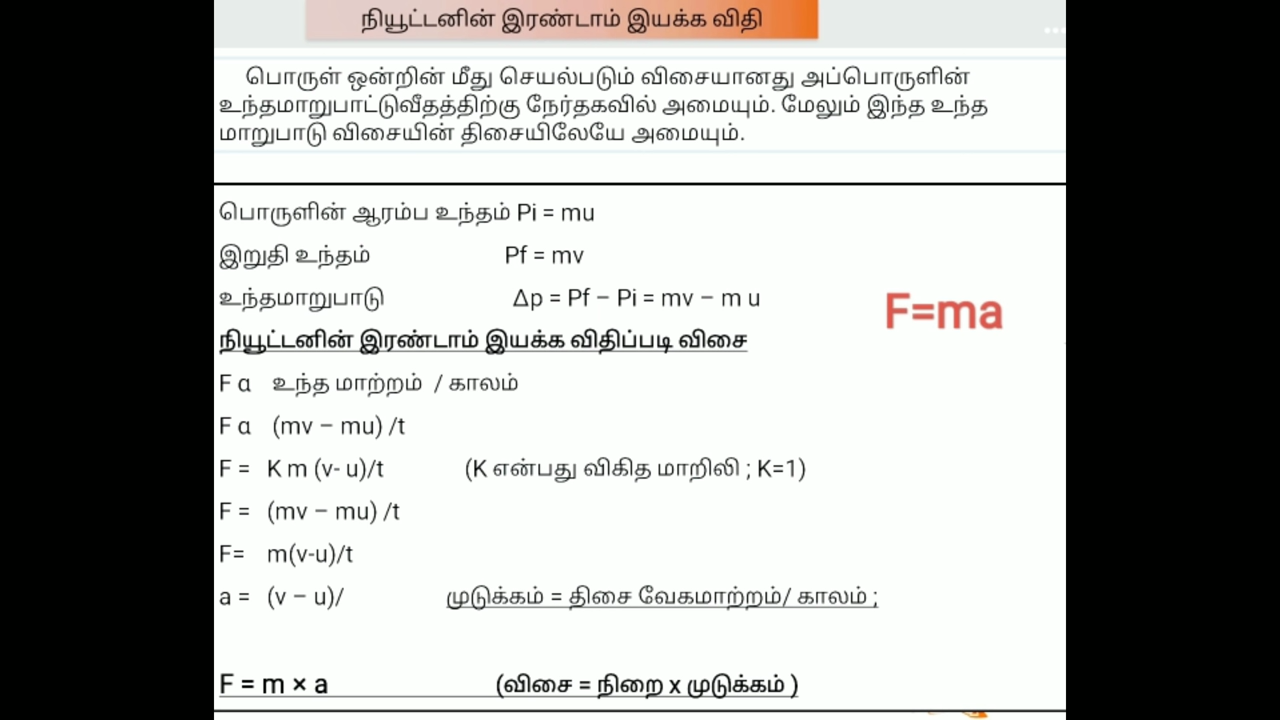 நியூட்டனின் இரண்டாம் இயக்க விதி
பொருள் ஒன்றின் மீது செயல்படும் விசையானது அப்பொருளின்
உந்தமாறுபாட்டுவீதத்திற்கு நேர்தகவில் அமையும். மேலும் இந்த உந்த
மாறுபாடு விசையின் திசையிலேயே அமையும்.
பொருளின் ஆரம்ப உந்தம் Pi = mu
இறுதி உந்தம் Pf = mv
உந்தமாறுபாடு Δp = Pf – Pi = mv – m u
F=ma
நியூட்டனின் இரண்டாம் இயக்க விதிப்படி விசை
F α உந்த மாற்றம் / காலம்
F α (mv – mu) /t
F = K m (v- u)/t (K என்பது விகித மாறிலி ; K=1)
F = (mv – mu) /t
F= m(v-u)/t
a = (v – u)/ முடுக்கம் = திசை வேகமாற்றம்/ காலம் ;
F = m × a (விசை = நிறை x முடுக்கம் )